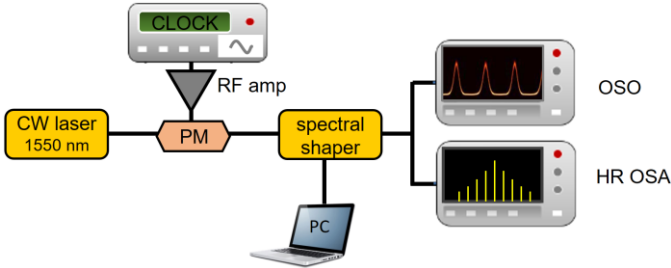 CLOCK
RF amp
OSO
CW laser
1550 nm
PM
spectral
shaper
HR OSA
PC